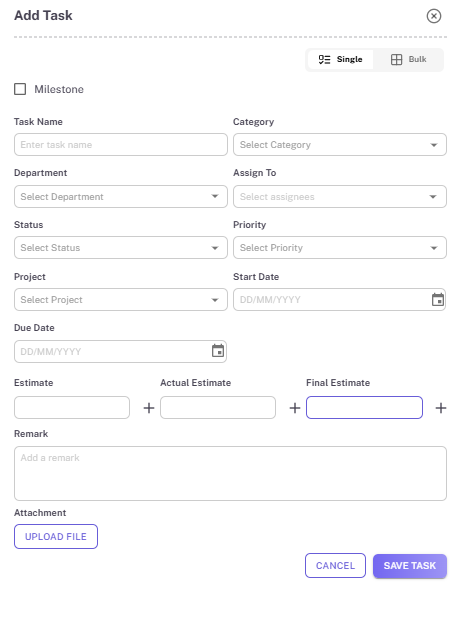 Add Task
Single Bulk
Milestone
Task Name Category
Enter task name Select Category
Department Assign To
Select Department Select assignees
Status Priority
Select Status Select Priority
Project Start Date
Select Project DD/MM/YYYY
Due Date
DD/MM/YYYY
Estimate Actual Estimate Final Estimate
Remark
Add a remark
Attachment
UPLOAD FILE
CANCEL SAVE TASK